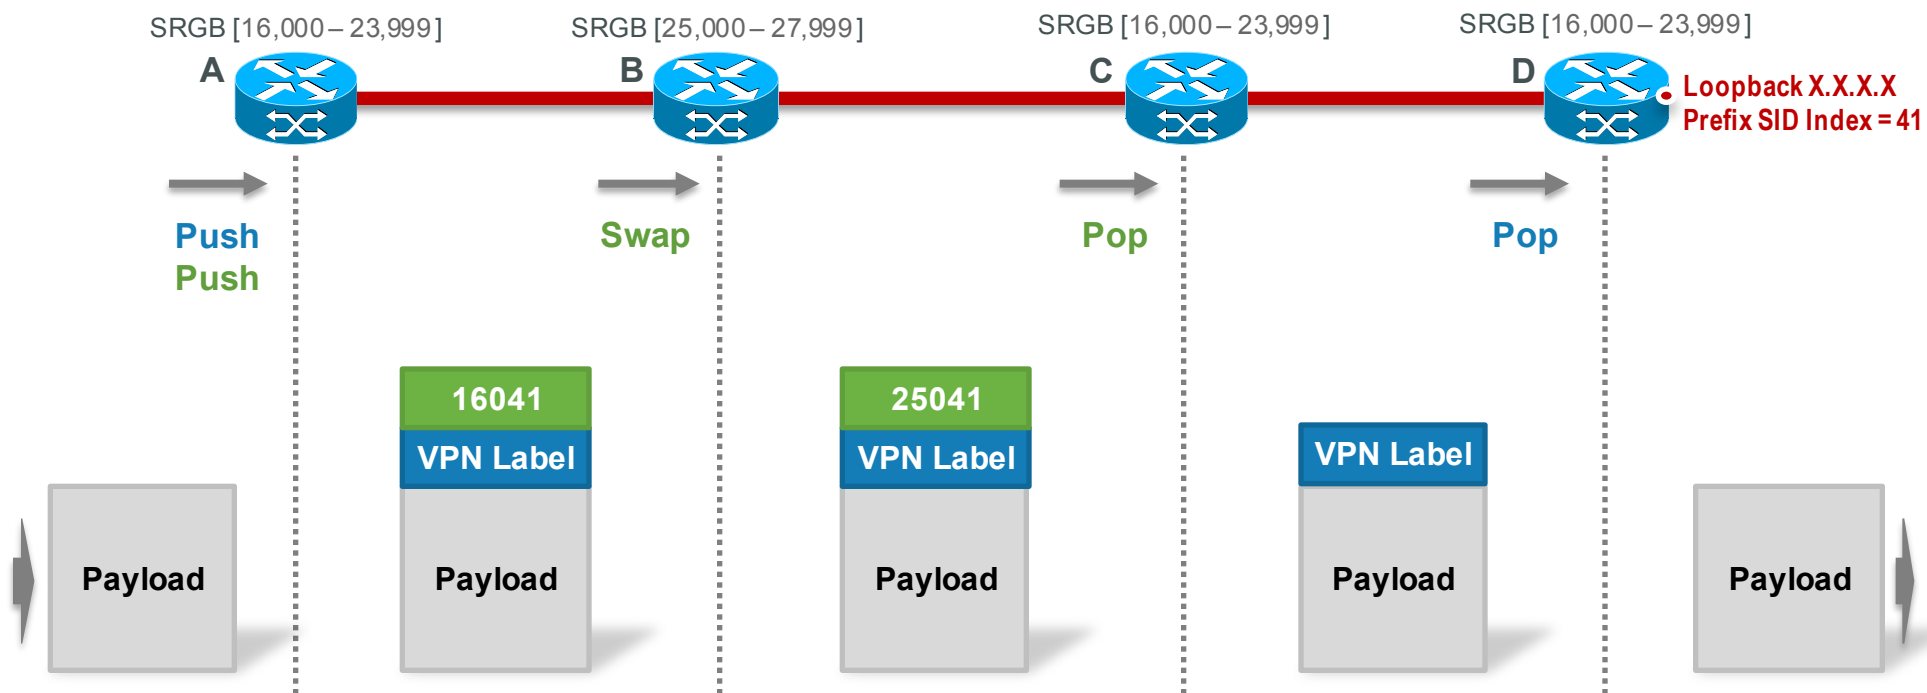 SRGB [16,000 – 23,999]
SRGB [25,000 – 27,999]
SRGB [16,000 – 23,999]
SRGB [16,000 – 23,999]
A
B
C
D
Loopback X.X.X.X
Prefix SID Index = 41
Push
Push
Swap
Pop
Pop
16041
VPN Label
Payload
25041
VPN Label
Payload
VPN Label
Payload
Payload
Payload